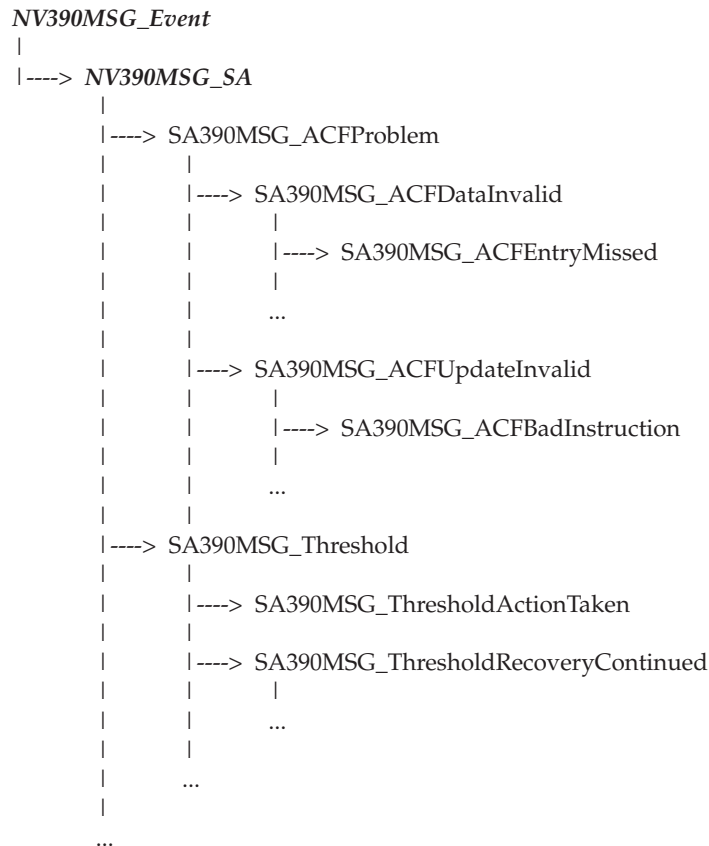 NV390MSG_Event
|
|----> NV390MSG_SA
|
|----> SA390MSG_ACFProblem
| |
| |----> SA390MSG_ACFDataInvalid
| | |
| | |----> SA390MSG_ACFEntryMissed
| | |
| | ...
| |
| |----> SA390MSG_ACFUpdateInvalid
| | |
| | |----> SA390MSG_ACFBadInstruction
| | |
| | ...
| |
|----> SA390MSG_Threshold
| |
| |----> SA390MSG_ThresholdActionTaken
| |
| |----> SA390MSG_ThresholdRecoveryContinued
| | |
| | ...
| |
| ...
|
...